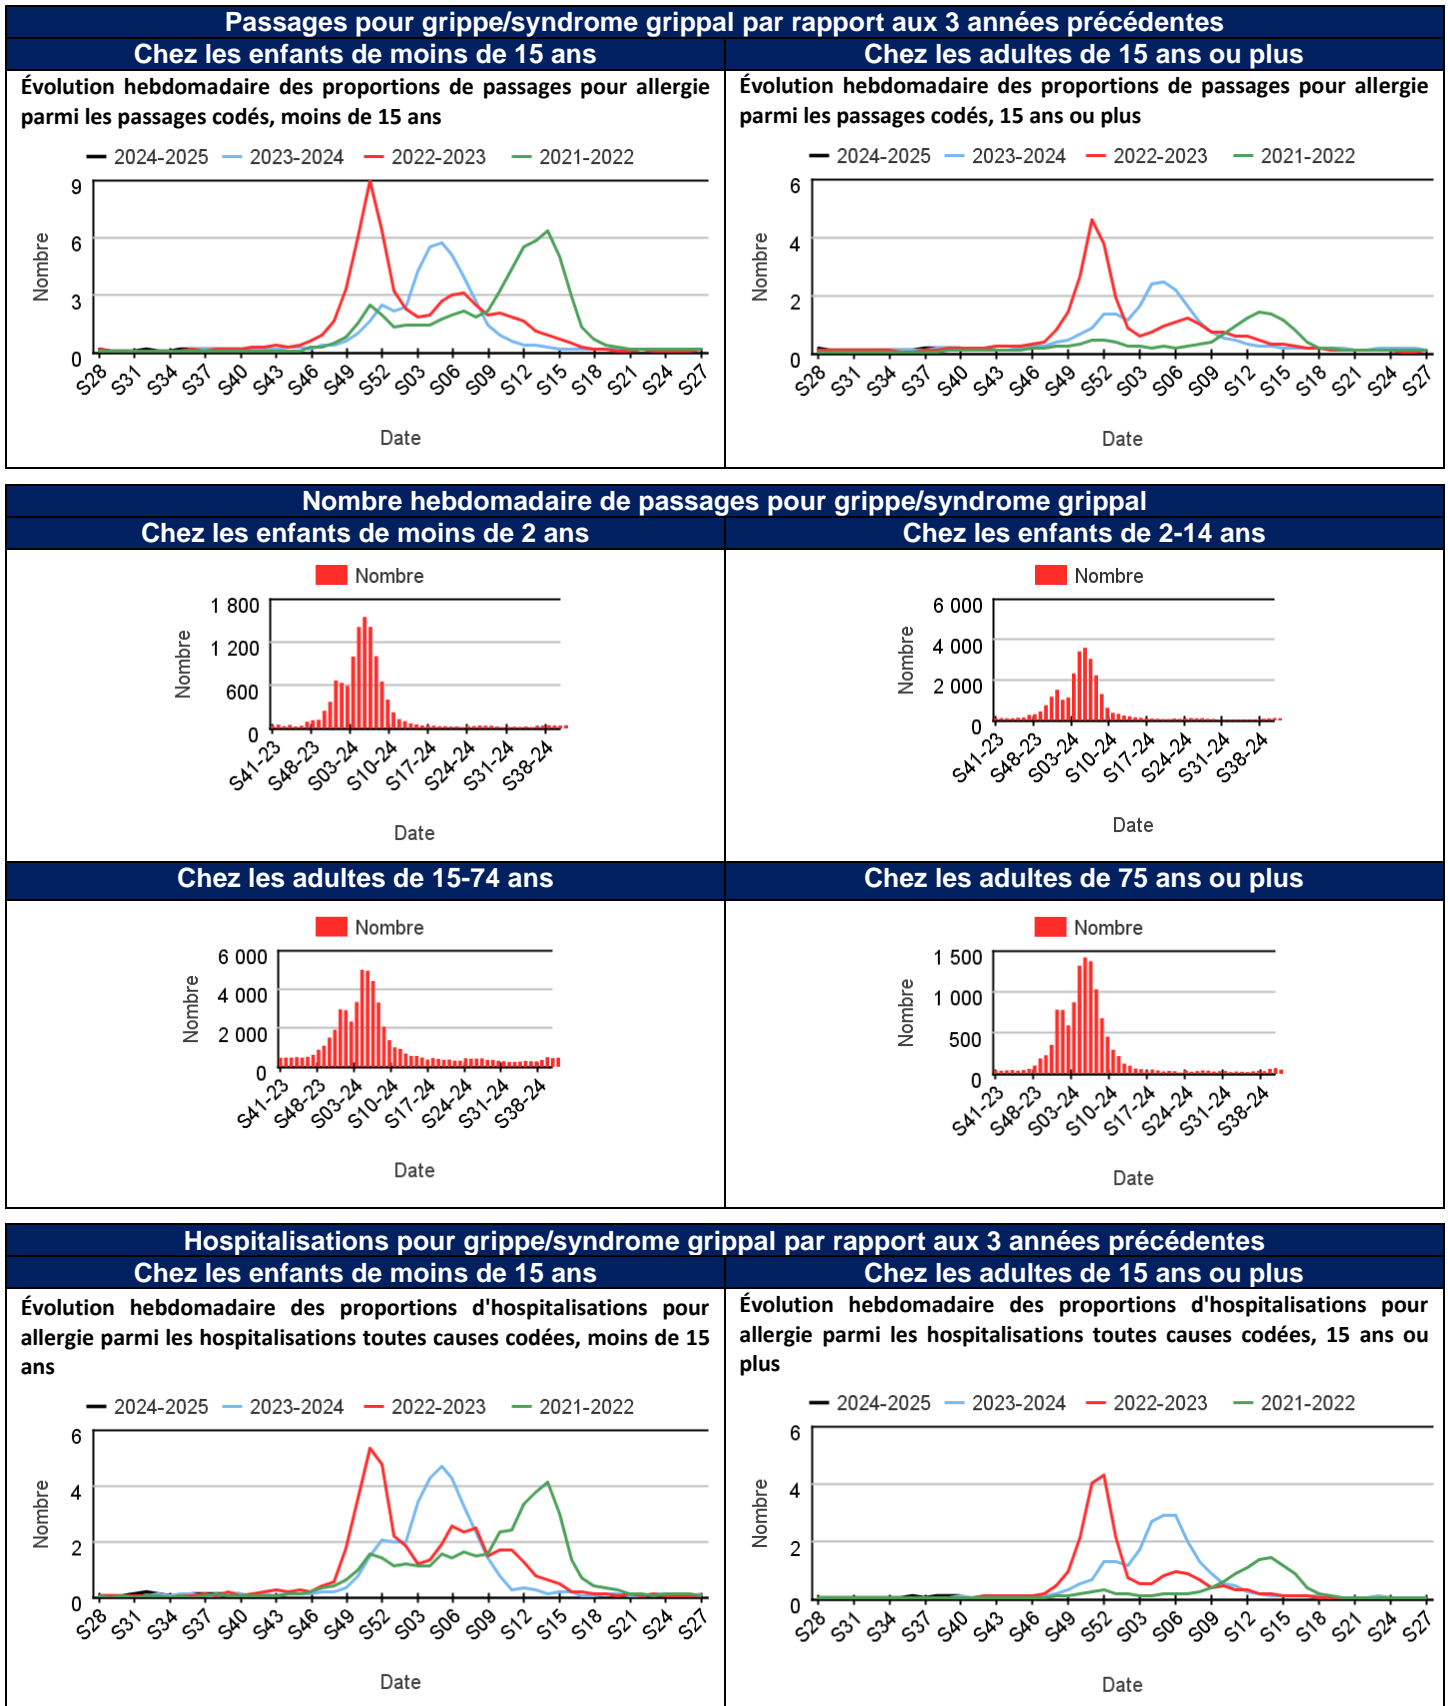 Passages pour grippe/syndrome grippal par rapport aux 3 années précédentes
Chez les enfants de moins de 15 ans
Évolution hebdomadaire des proportions de passages pour allergie
parmi les passages codés, moins de 15 ans
2024-2025 2023-2024 2022-2023 2021-2022
9
6
3
0
Nombre
S28 S31 S34 S37 S40 S43 S46 S49 S52 S03 S06 S09 S12 S15 S18 S21 S24 S27
Date
Chez les adultes de 15 ans ou plus
Évolution hebdomadaire des proportions de passages pour allergie
parmi les passages codés, 15 ans ou plus
2024-2025 2023-2024 2022-2023 2021-2022
6
4
2
0
Nombre
S28 S31 S34 S37 S40 S43 S46 S49 S52 S03 S06 S09 S12 S15 S18 S21 S24 S27
Date
Nombre hebdomadaire de passages pour grippe/syndrome grippal
Chez les enfants de moins de 2 ans
Nombre
1 800
1 200
600
0
Nombre
S41-23 S48-23 S03-24 S10-24 S17-24 S24-24 S31-24 S38-24
Date
Chez les enfants de 2-14 ans
Nombre
6 000
4 000
2 000
0
Nombre
S41-23 S48-23 S03-24 S10-24 S17-24 S24-24 S31-24 S38-24
Date
Chez les adultes de 15-74 ans
Nombre
6 000
4 000
2 000
0
Nombre
S41-23 S48-23 S03-24 S10-24 S17-24 S24-24 S31-24 S38-24
Date
Chez les adultes de 75 ans ou plus
Nombre
1 500
1 000
500
0
Nombre
S41-23 S48-23 S03-24 S10-24 S17-24 S24-24 S31-24 S38-24
Date
Hospitalisations pour grippe/syndrome grippal par rapport aux 3 années précédentes
Chez les enfants de moins de 15 ans
Évolution hebdomadaire des proportions d'hospitalisations pour
allergie parmi les hospitalisations toutes causes codées, moins de 15
ans
2024-2025 2023-2024 2022-2023 2021-2022
6
4
2
0
Nombre
S28 S31 S34 S37 S40 S43 S46 S49 S52 S03 S06 S09 S12 S15 S18 S21 S24 S27
Date
Chez les adultes de 15 ans ou plus
Évolution hebdomadaire des proportions d'hospitalisations pour
allergie parmi les hospitalisations toutes causes codées, 15 ans ou
plus
2024-2025 2023-2024 2022-2023 2021-2022
6
4
2
0
Nombre
S28 S31 S34 S37 S40 S43 S46 S49 S52 S03 S06 S09 S12 S15 S18 S21 S24 S27
Date